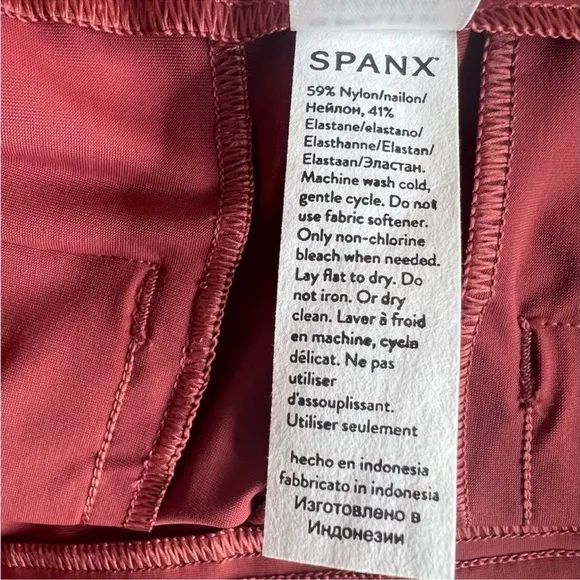 SPANX
59% Nylon/nailon/
Нейлон, 41%
Elastane/elastano/
Elasthanne/Elastan/
Elastaan/Эластан.
Machine wash cold,
gentle cycle. Do not
use fabric softener.
Only non-chlorine
bleach when needed.
Lay flat to dry. Do
not iron. Or dry
clean. Laver à froid
en machine, cycle
délicat. Ne pas
utiliser
d'assouplissant.
Utiliser seulement
hecho en indonesia
fabbricato in indonesia
Изготовлено в
Индонезии